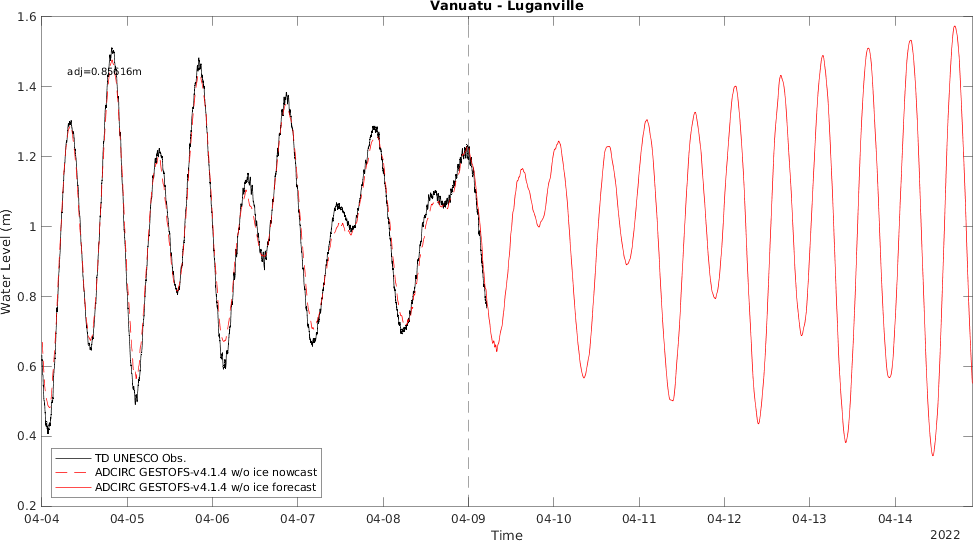 Vanuatu - Luganville
1.6
1.4
1.2
1
0.8
0.6
0.4
0.2
Water Level (m)
adj=0.85616m
TD UNESCO Obs.
ADCIRC GESTOFS-v4.1.4 w/o ice nowcast
ADCIRC GESTOFS-v4.1.4 w/o ice forecast
04-04 04-05 04-06 04-07 04-08 04-09 04-10 04-11 04-12 04-13 04-14
Time
2022